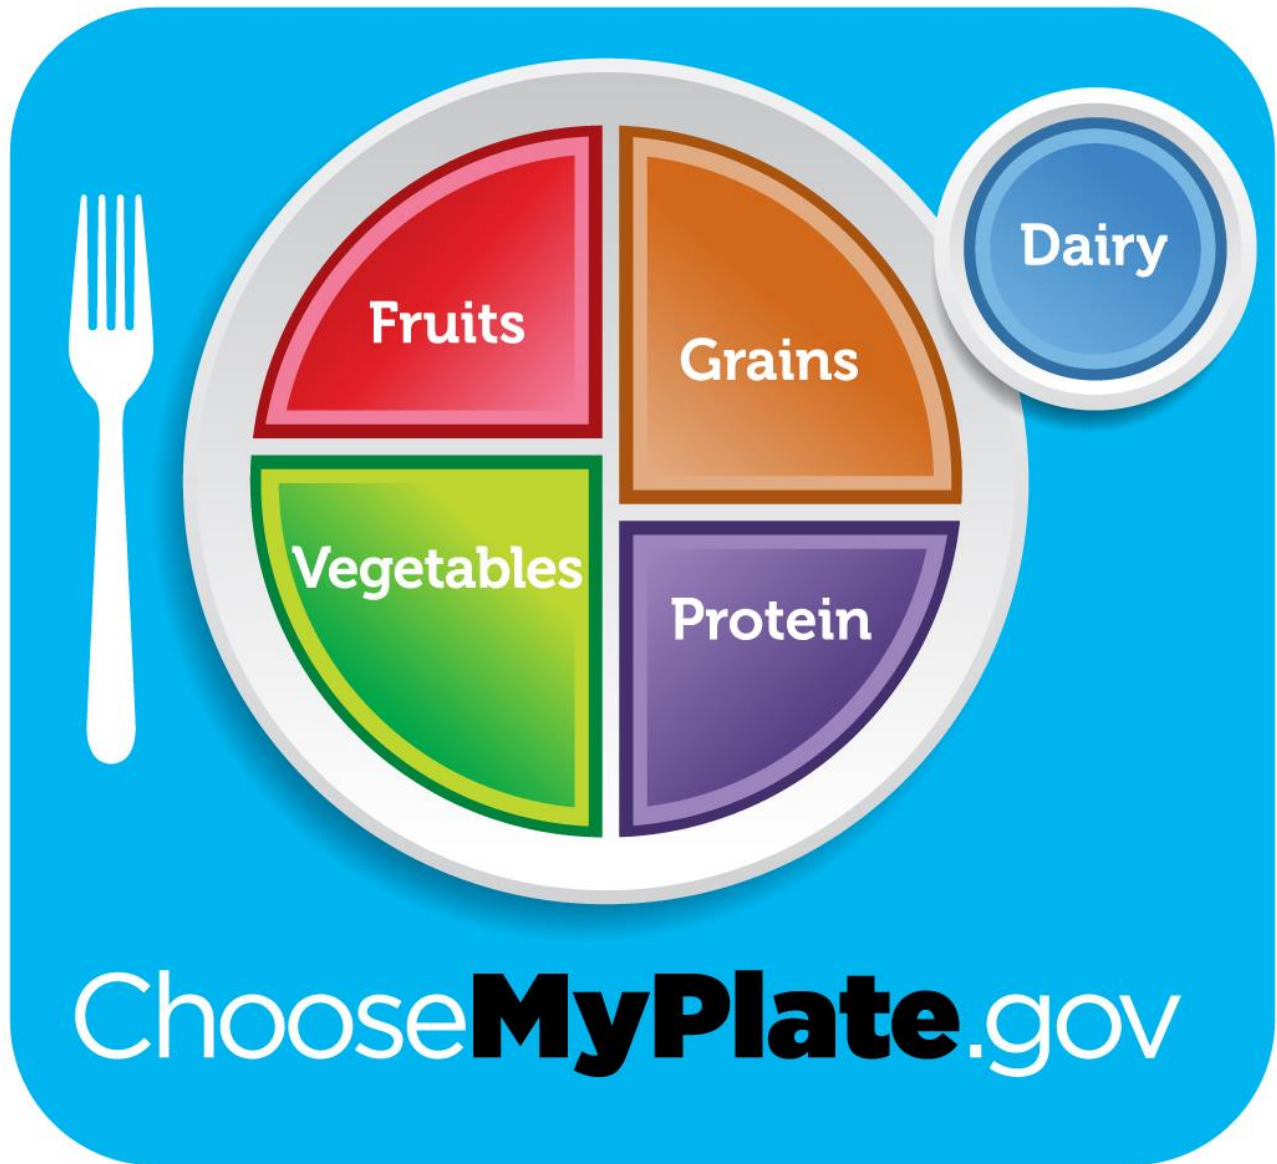 Fruits
Grains
Dairy
Vegetables
Protein
ChooseMyPlate.gov